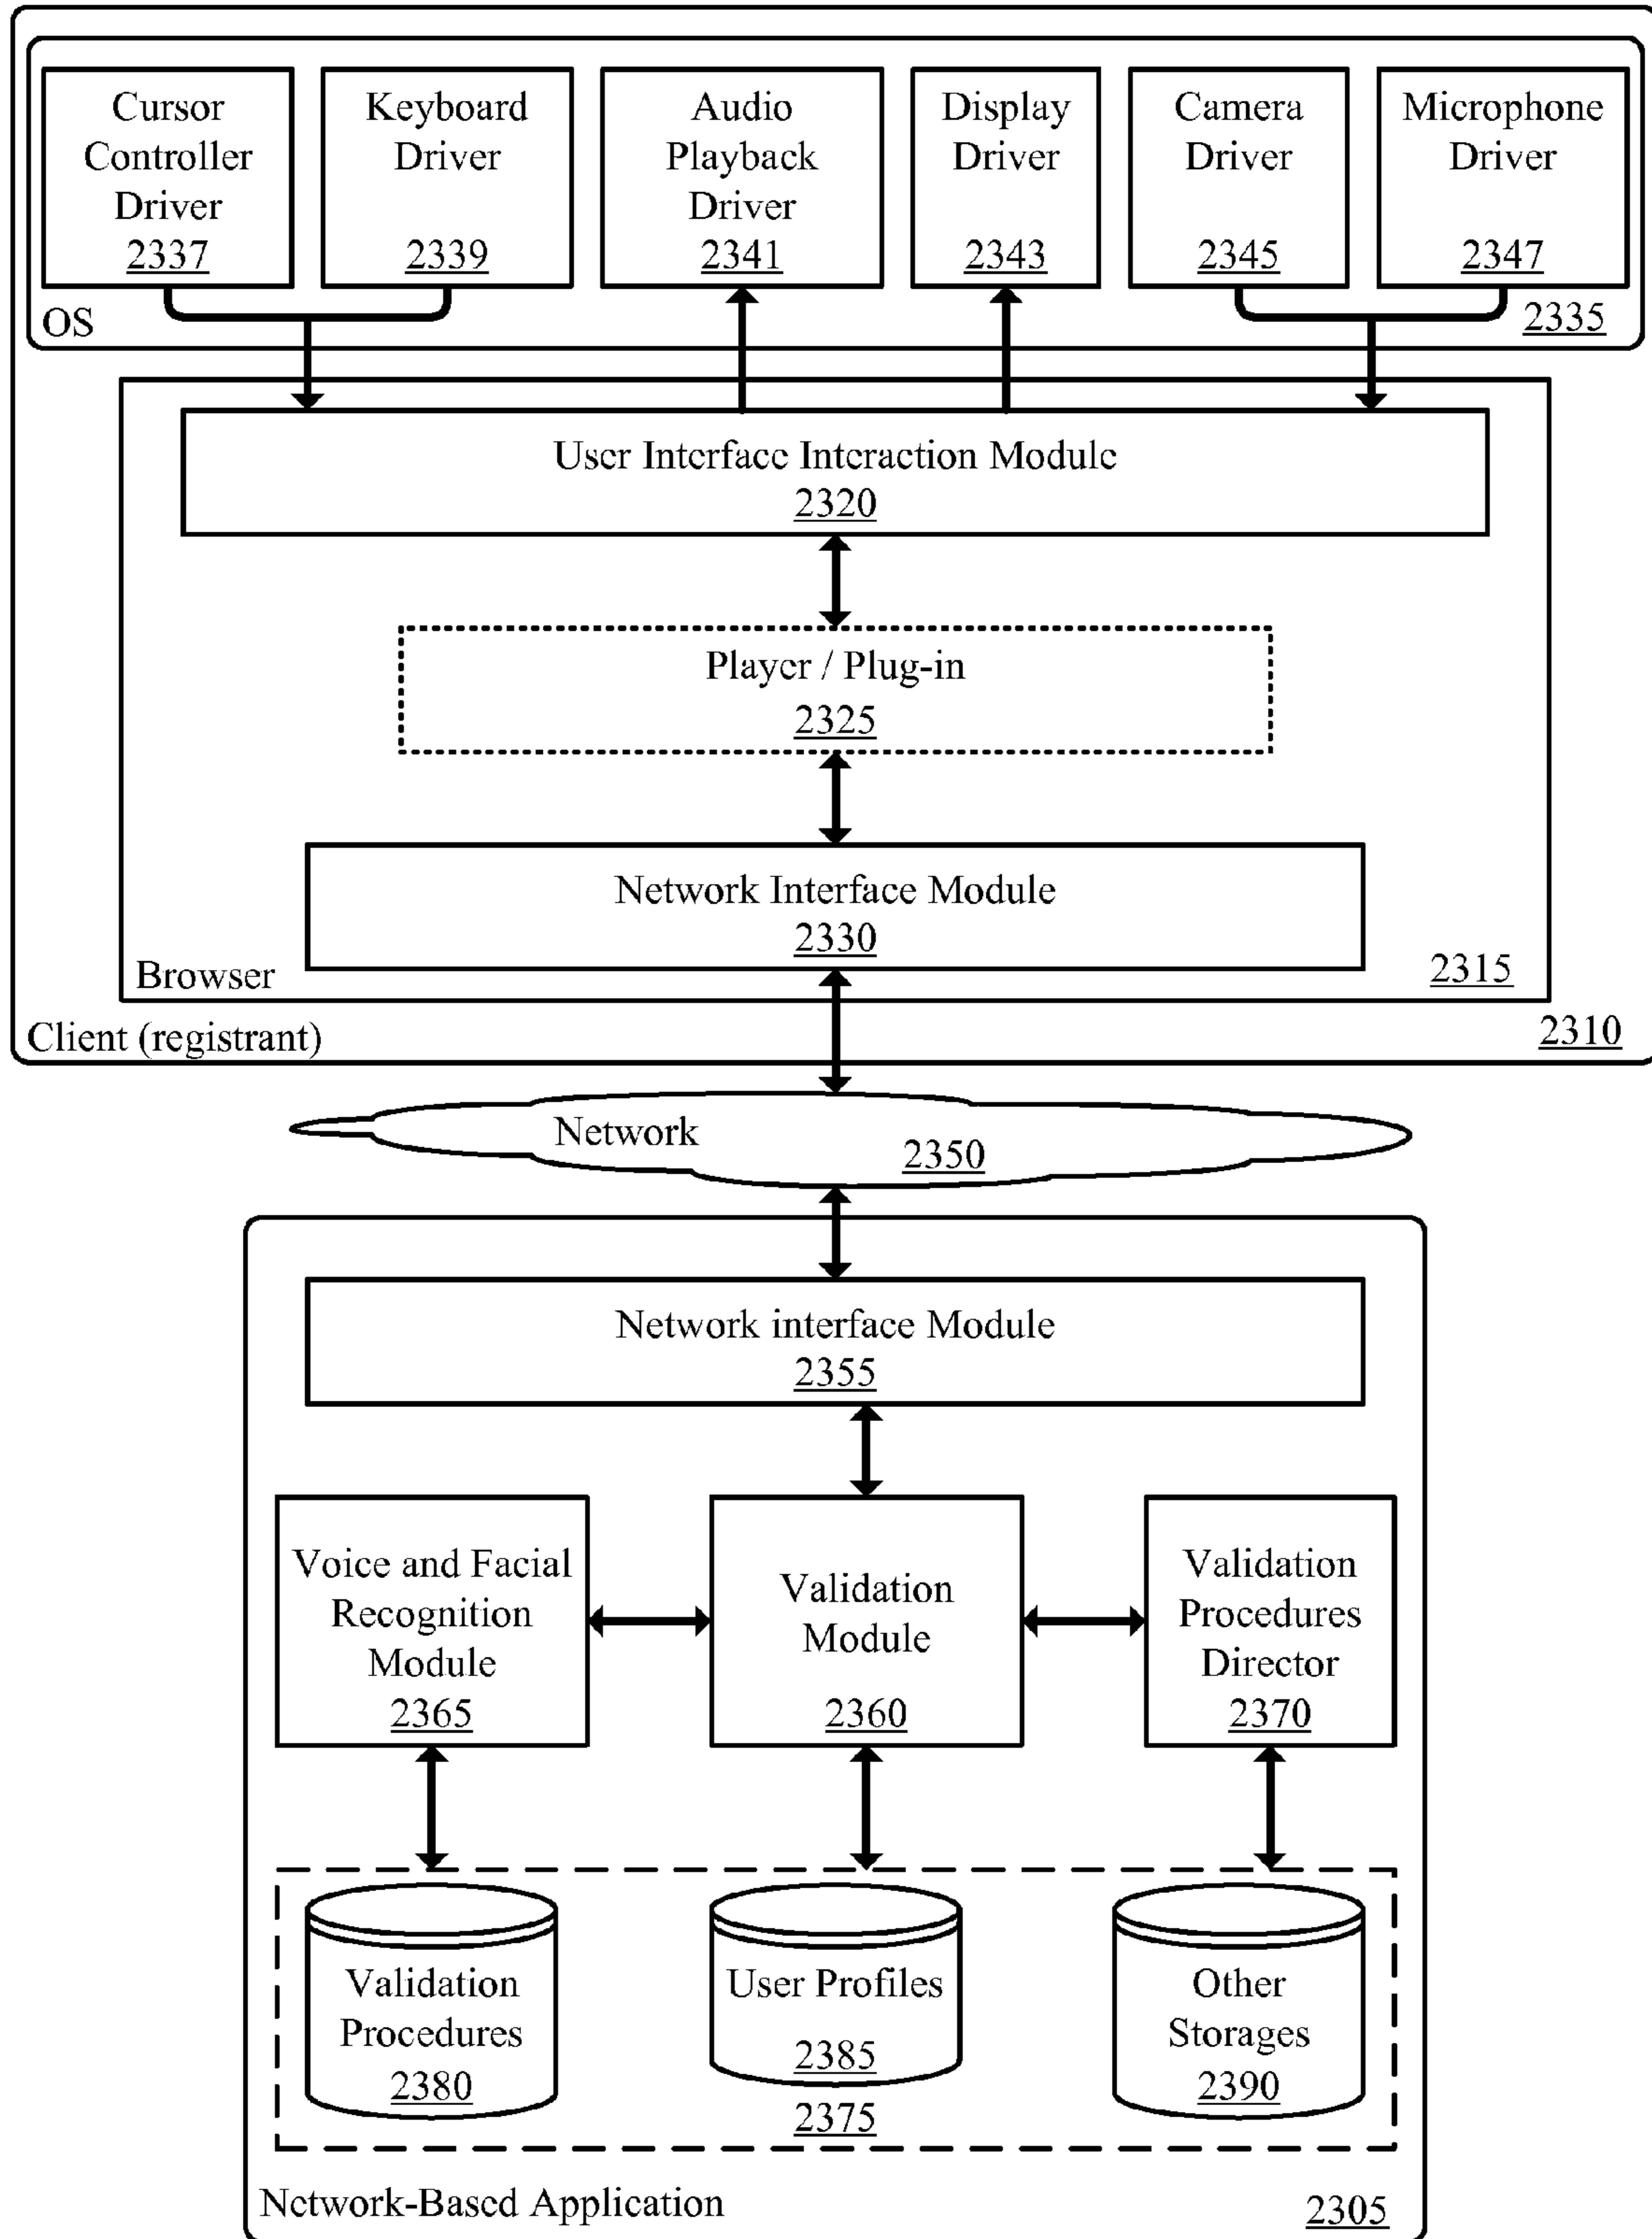 Cursor
Controller
Driver
2337
Keyboard
Driver
2339
Audio
Playback
Driver
2341
Display
Driver
2343
Camera
Driver
2345
Microphone
Driver
2347
OS
2335
User Interface Interaction Module
2320
Player / Plug-in
2325
Network Interface Module
2330
Browser
2315
Client (registrant)
2310
Network
2350
Network interface Module
2355
Voice and Facial
Recognition
Module
2365
Validation
Module
2360
Validation
Procedures
Director
2370
Validation
Procedures
2380
User Profiles
2385
Other
Storages
2390
2375
Network-Based Application
2305